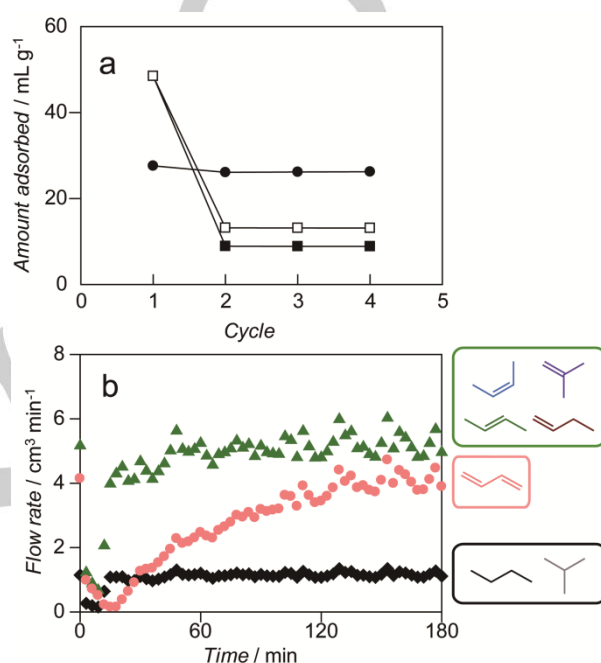 60
a
40
20
0
0 1 2 3 4 5
Amount adsorbed / mL g⁻¹
Cycle
8
b
6
4
2
0
0 60 120 180
Flow rate / cm³ min⁻¹
Time / min